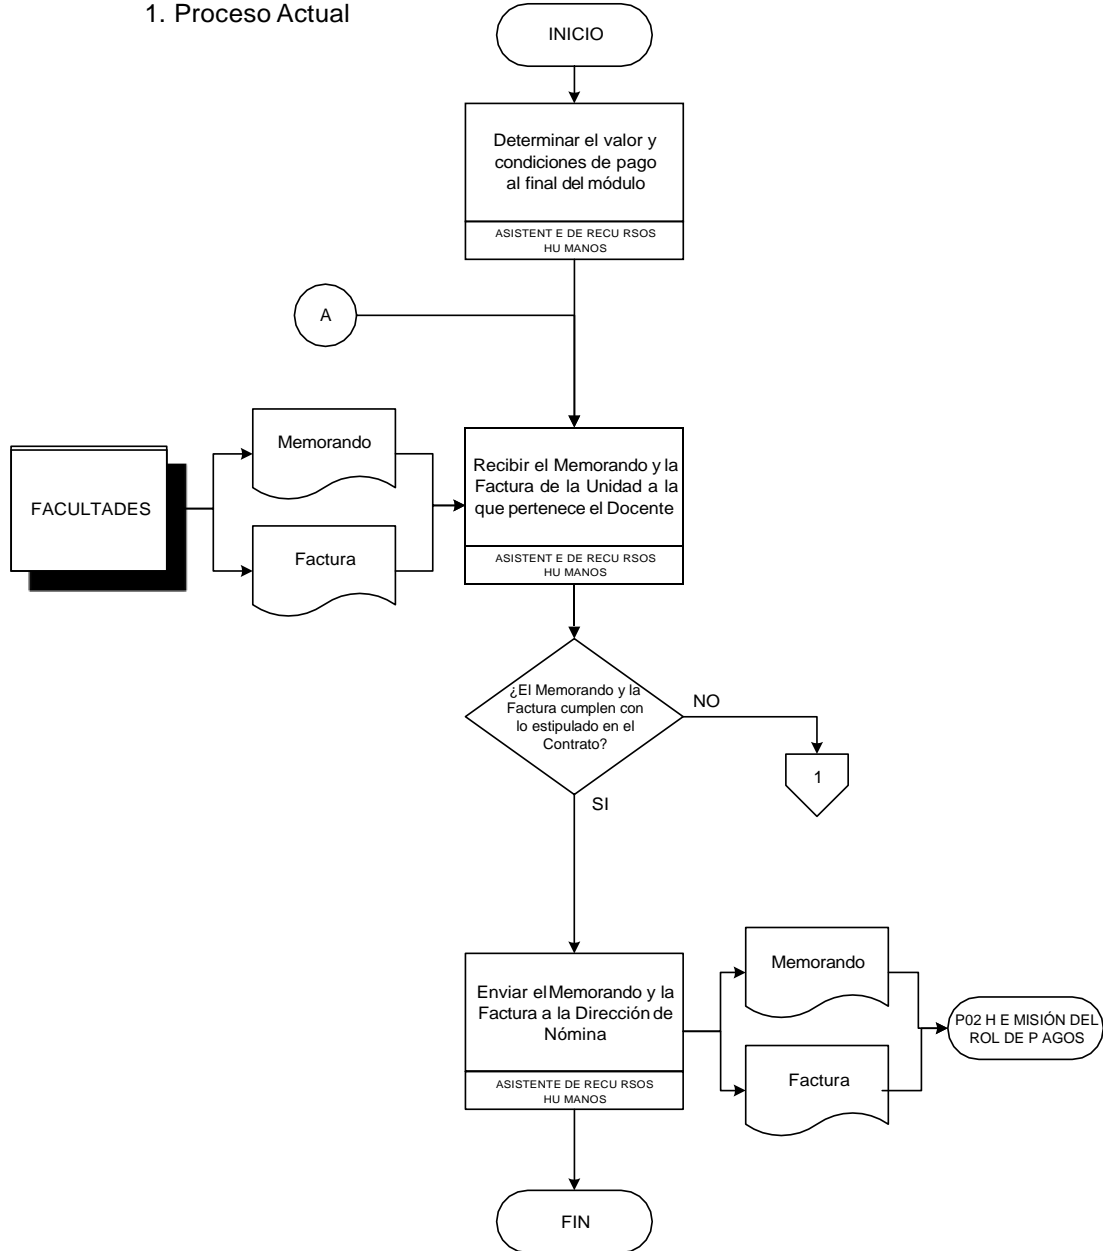 1. Proceso Actual
INICIO
Determinar el valor y
condiciones de pago
al final del módulo
ASISTENT E DE RECU RSOS
HU MANOS
A
FACULTADES
Memorando
Factura
Recibir el Memorando y la
Factura de la Unidad a la
que pertenece el Docente
ASISTENT E DE RECU RSOS
HU MANOS
¿El Memorando y la
Factura cumplen con
lo estipulado en el
Contrato?
NO
1
SI
Enviar el Memorando y la
Factura a la Dirección de
Nómina
ASISTENTE DE RECU RSOS
HU MANOS
Memorando
Factura
P02 H E MISIÓN DEL
ROL DE P AGOS
FIN